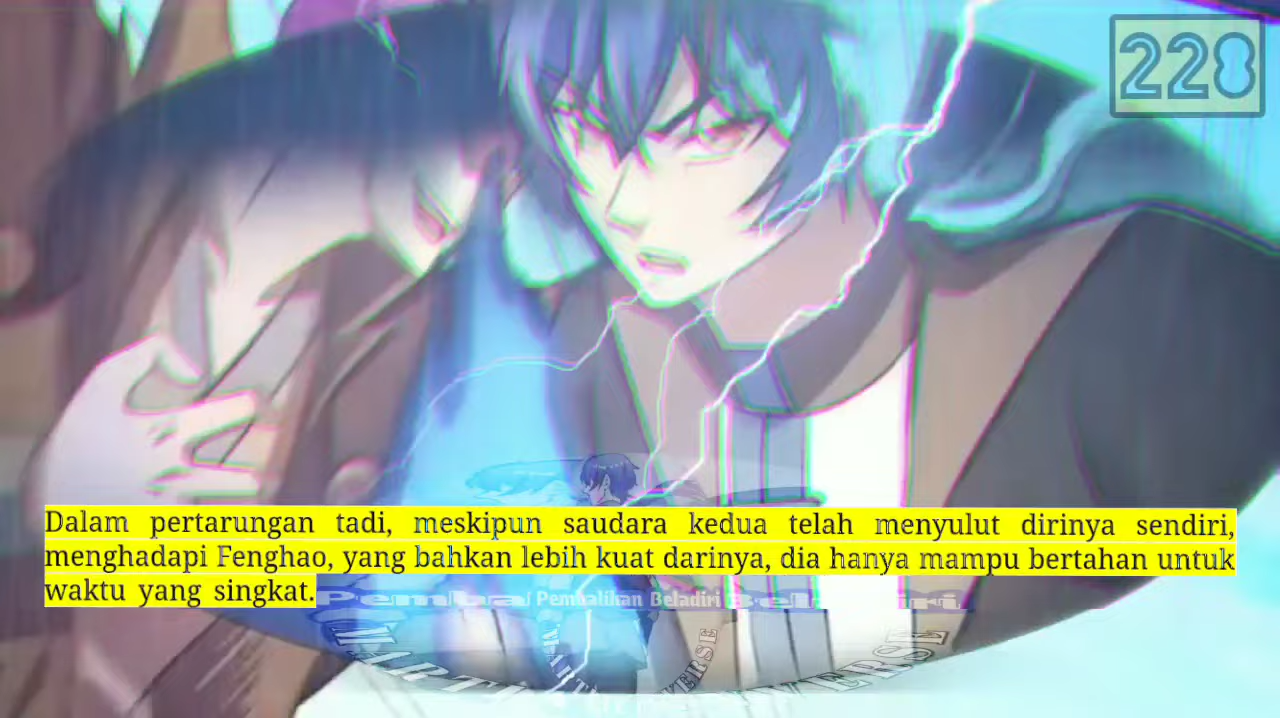 228
Dalam pertarungan tadi, meskipun saudara kedua telah menyulut dirinya sendiri,
menghadapi Fenghao, yang bahkan lebih kuat darinya, dia hanya mampu bertahan untuk
waktu yang singkat.
Pembalikan Beladiri